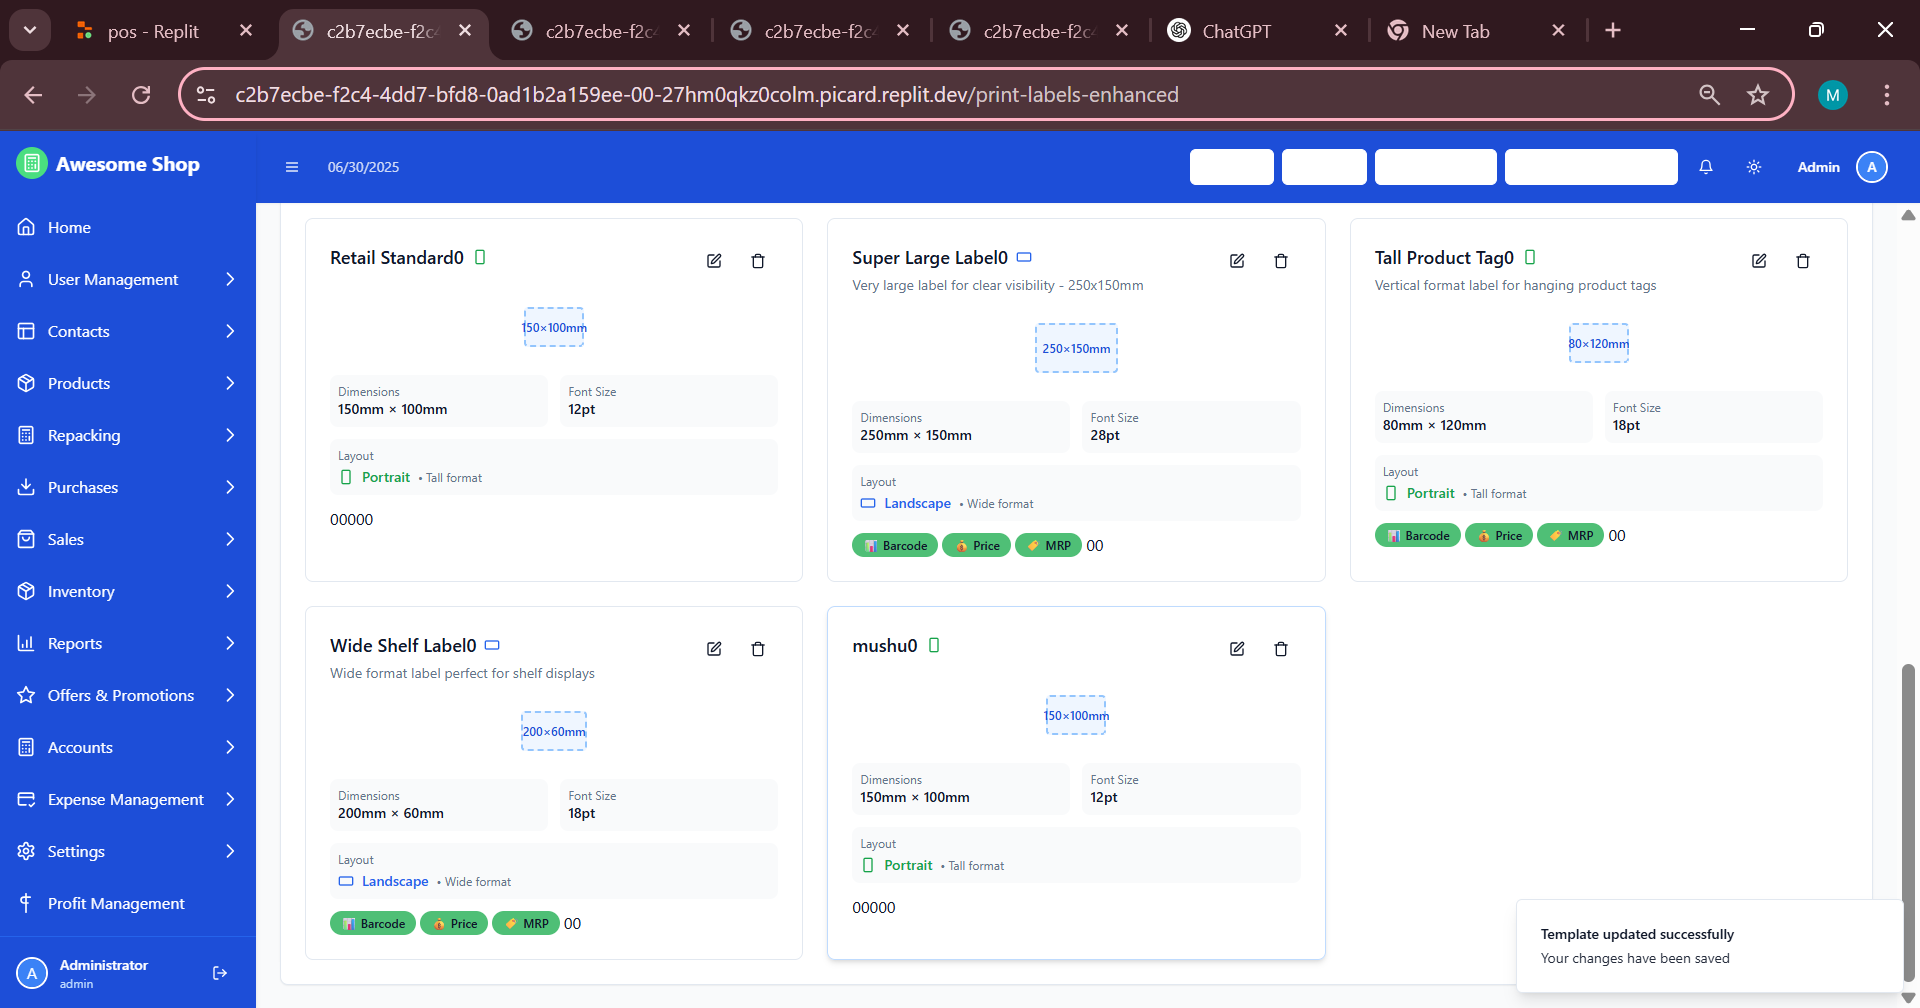 pos - Replit
c2b7ecbe-f2c4
c2b7ecbe-f2c
c2b7ecbe-f2c
c2b7ecbe-f2c
ChatGPT
New Tab
c2b7ecbe-f2c4-4dd7-bfd8-0ad1b2a159ee-00-27hm0qkz0colm.picard.replit.dev/print-labels-enhanced
M
Awesome Shop
06/30/2025
Admin
A
Home
User Management
Contacts
Products
Repacking
Purchases
Sales
Inventory
Reports
Offers & Promotions
Accounts
Expense Management
Settings
Profit Management
A
Administrator
admin
Retail Standard0
150×100mm
Dimensions
150mm × 100mm
Font Size
12pt
Layout
Portrait • Tall format
00000
Super Large Label0
Very large label for clear visibility - 250x150mm
250×150mm
Dimensions
250mm × 150mm
Font Size
28pt
Layout
Landscape • Wide format
Barcode Price MRP 00
Tall Product Tag0
Vertical format label for hanging product tags
80×120mm
Dimensions
80mm × 120mm
Font Size
18pt
Layout
Portrait • Tall format
Barcode Price MRP 00
Wide Shelf Label0
Wide format label perfect for shelf displays
200×60mm
Dimensions
200mm × 60mm
Font Size
18pt
Layout
Landscape • Wide format
Barcode Price MRP 00
mushu0
150×100mm
Dimensions
150mm × 100mm
Font Size
12pt
Layout
Portrait • Tall format
00000
Template updated successfully
Your changes have been saved